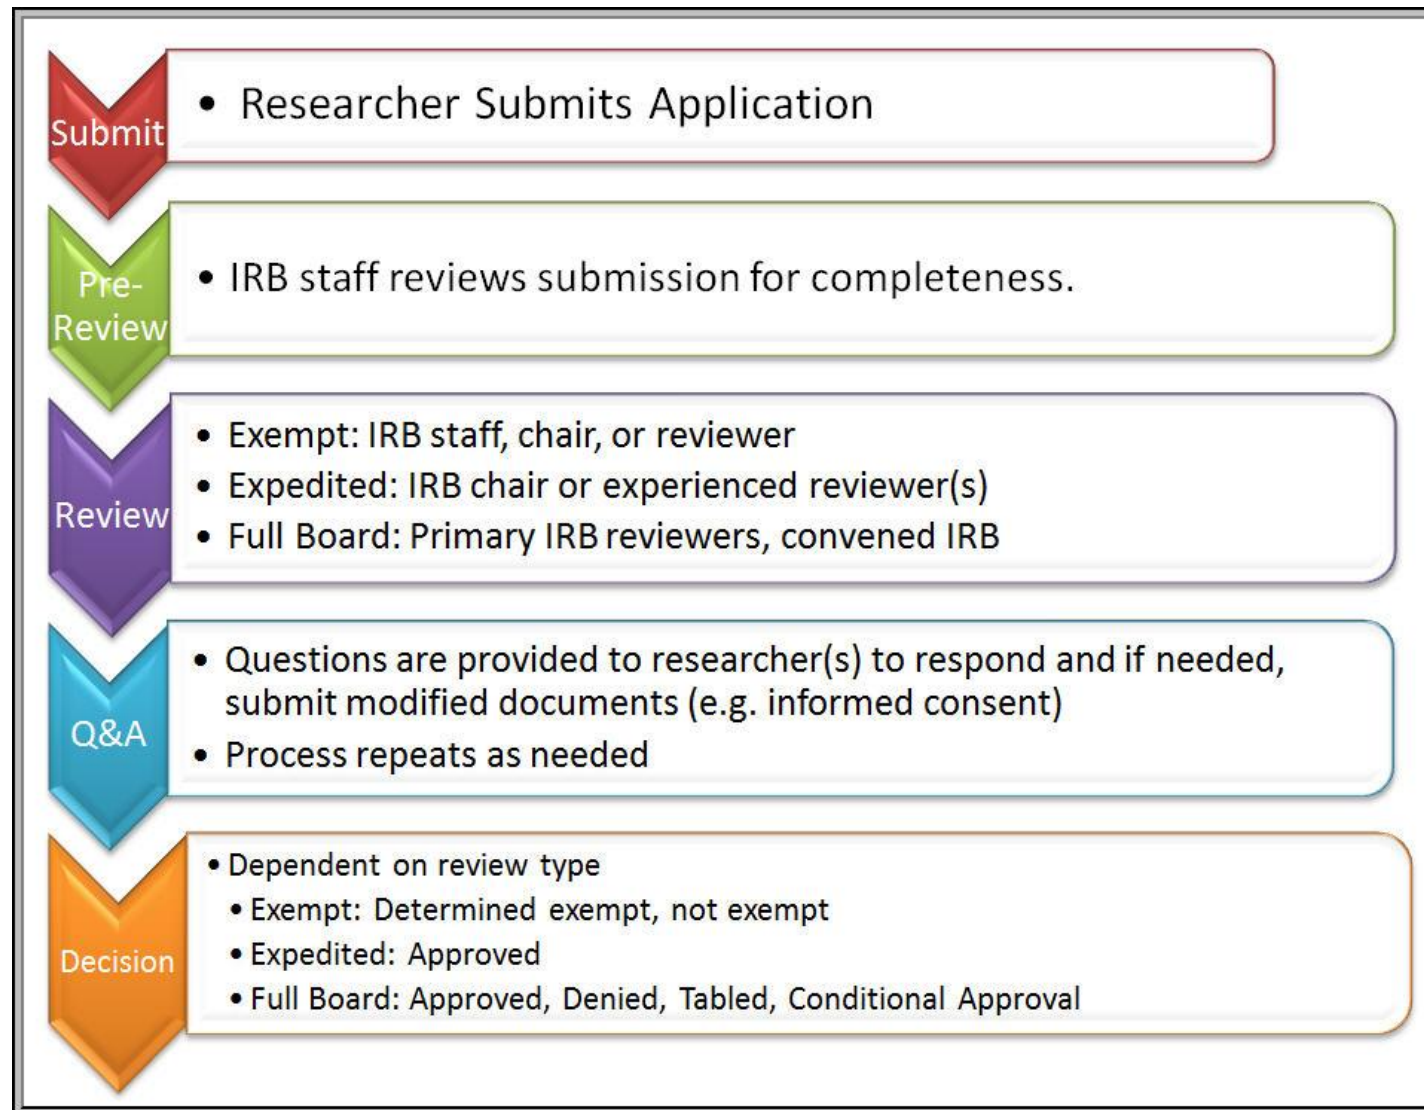 Submit
• Researcher Submits Application
Pre-
Review
• IRB staff reviews submission for completeness.
Review
• Exempt: IRB staff, chair, or reviewer
• Expedited: IRB chair or experienced reviewer(s)
• Full Board: Primary IRB reviewers, convened IRB
Q&A
• Questions are provided to researcher(s) to respond and if needed,
submit modified documents (e.g. informed consent)
• Process repeats as needed
Decision
• Dependent on review type
• Exempt: Determined exempt, not exempt
• Expedited: Approved
• Full Board: Approved, Denied, Tabled, Conditional Approval